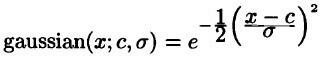 gaussian(x; c, σ) = e^{-\frac{1}{2}\left(\frac{x-c}{σ}\right)^2}